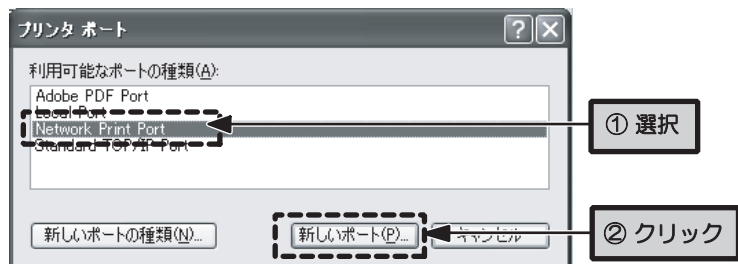 プリンタ ポート
利用可能なポートの種類(A):
Adobe PDF Port
Local Port
Network Print Port
Standard TCP/IP Port
① 選択
新しいポートの種類(N)...
新しいポート(P)...
キャンセル
② クリック